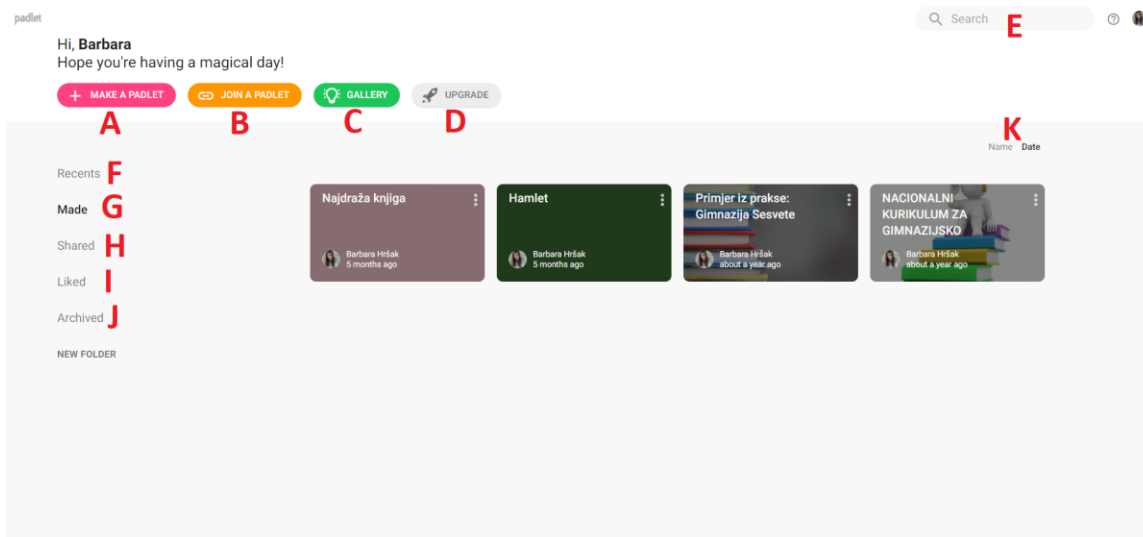 padlet
Search
E
Hi, Barbara
Hope you're having a magical day!
MAKE A PADLET
JOIN A PADLET
GALLERY
UPGRADE
A
B
C
D
K
Name Date
Recents F
Made G
Shared H
Liked I
Archived J
NEW FOLDER
Najdraža knjiga
Barbara Hršak
5 months ago
Hamlet
Barbara Hršak
5 months ago
Primjer iz prakse:
Gimnazija Sesvete
Barbara Hršak
about a year ago
NACIONALNI
KURIKULUM ZA
GIMNAZIJSKO
Barbara Hršak
about a year ago